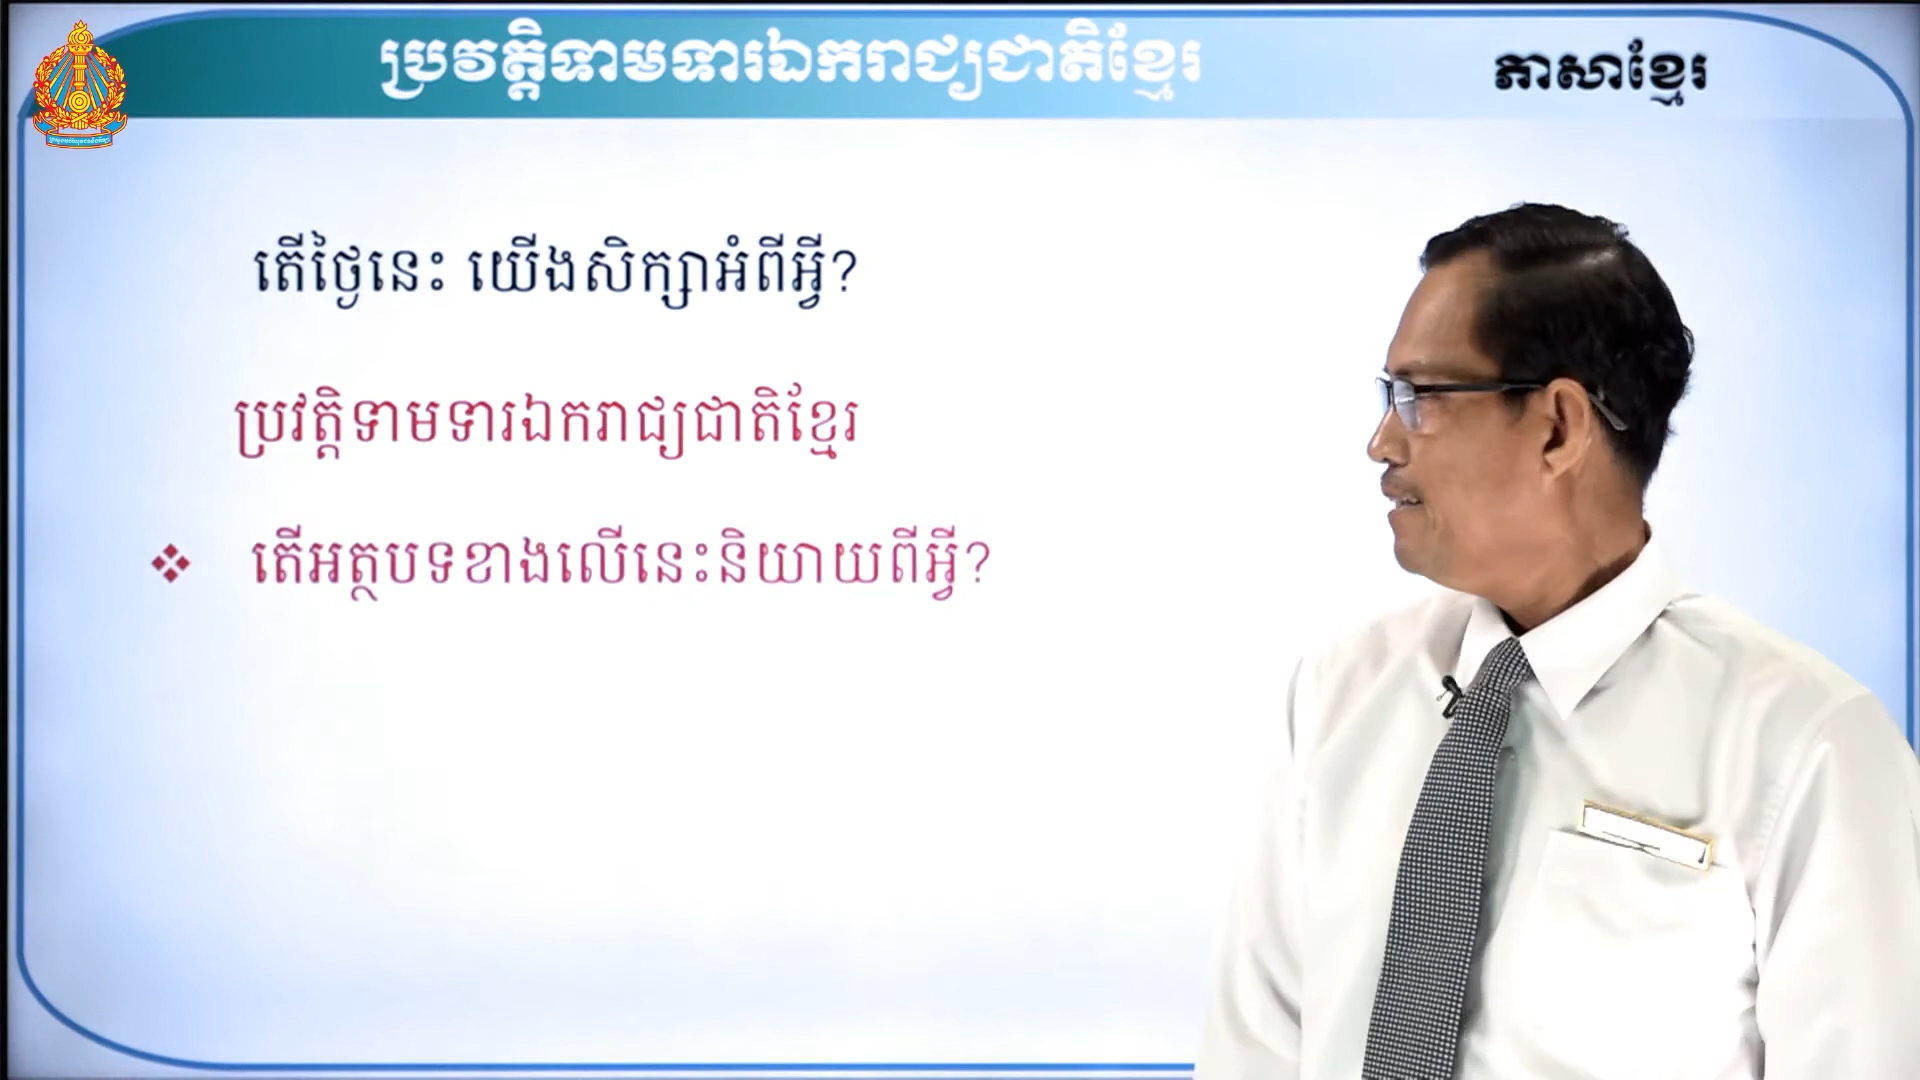 ប្រវត្តិទាមទារឯករាជ្យជាតិខ្មែរ
ភាសាខ្មែរ
តើថ្ងៃនេះ យើងសិក្សាអំពីអ្វី?
ប្រវត្តិទាមទារឯករាជ្យជាតិខ្មែរ
តើអត្ថបទខាងលើនេះនិយាយពីអ្វី?